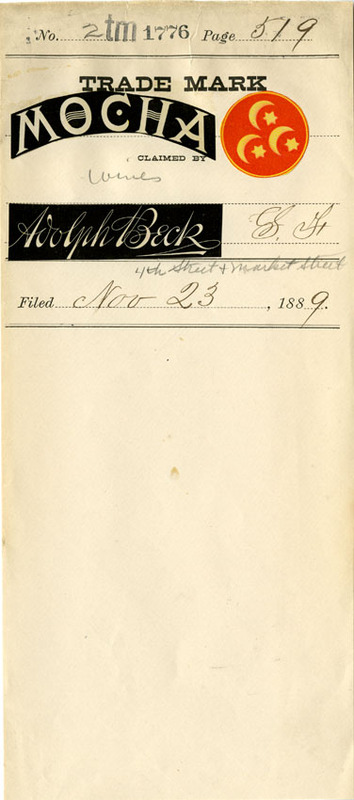 No. 2tm 1776 Page 519
TRADE MARK
MOCHA
CLAIMED BY
Wines
Adolph Beck S. F
4th Street & Market Street
Filed Nov 23, 1889.